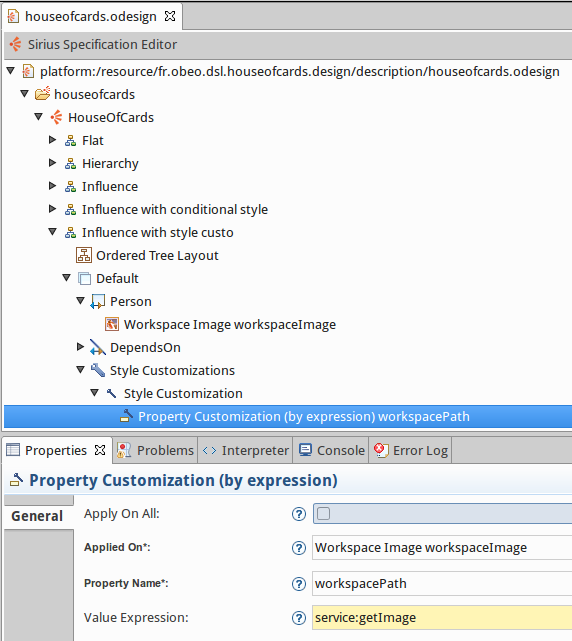 houseofcards.odesign
Sirius Specification Editor
platform:/resource/fr.obeo.dsl.houseofcards.design/description/houseofcards.odesign
houseofcards
HouseOfCards
Flat
Hierarchy
Influence
Influence with conditional style
Influence with style custo
Ordered Tree Layout
Default
Person
Workspace Image workspaceImage
DependsOn
Style Customizations
Style Customization
Property Customization (by expression) workspacePath
Properties Problems Interpreter Console Error Log
Property Customization (by expression)
General
Apply On All: ?
Applied On*: ? Workspace Image workspaceImage
Property Name*: ? workspacePath
Value Expression: ? service:getImage